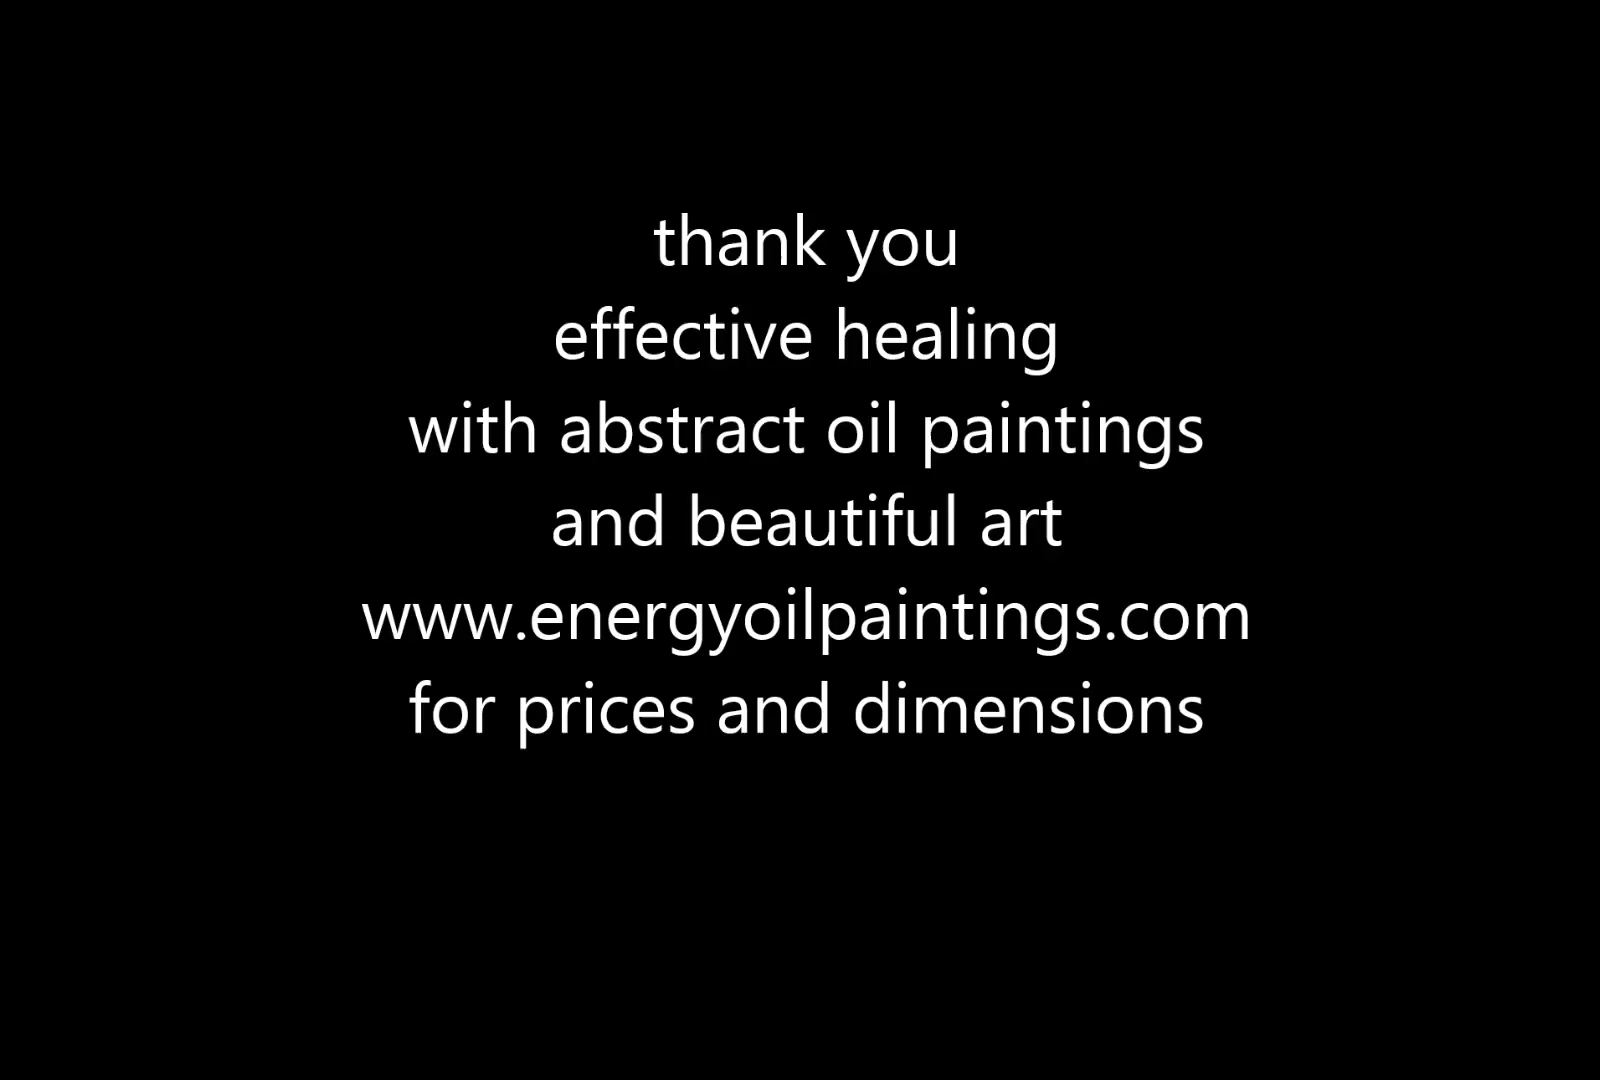 thank you
effective healing
with abstract oil paintings
and beautiful art
www.energyoilpaintings.com
for prices and dimensions